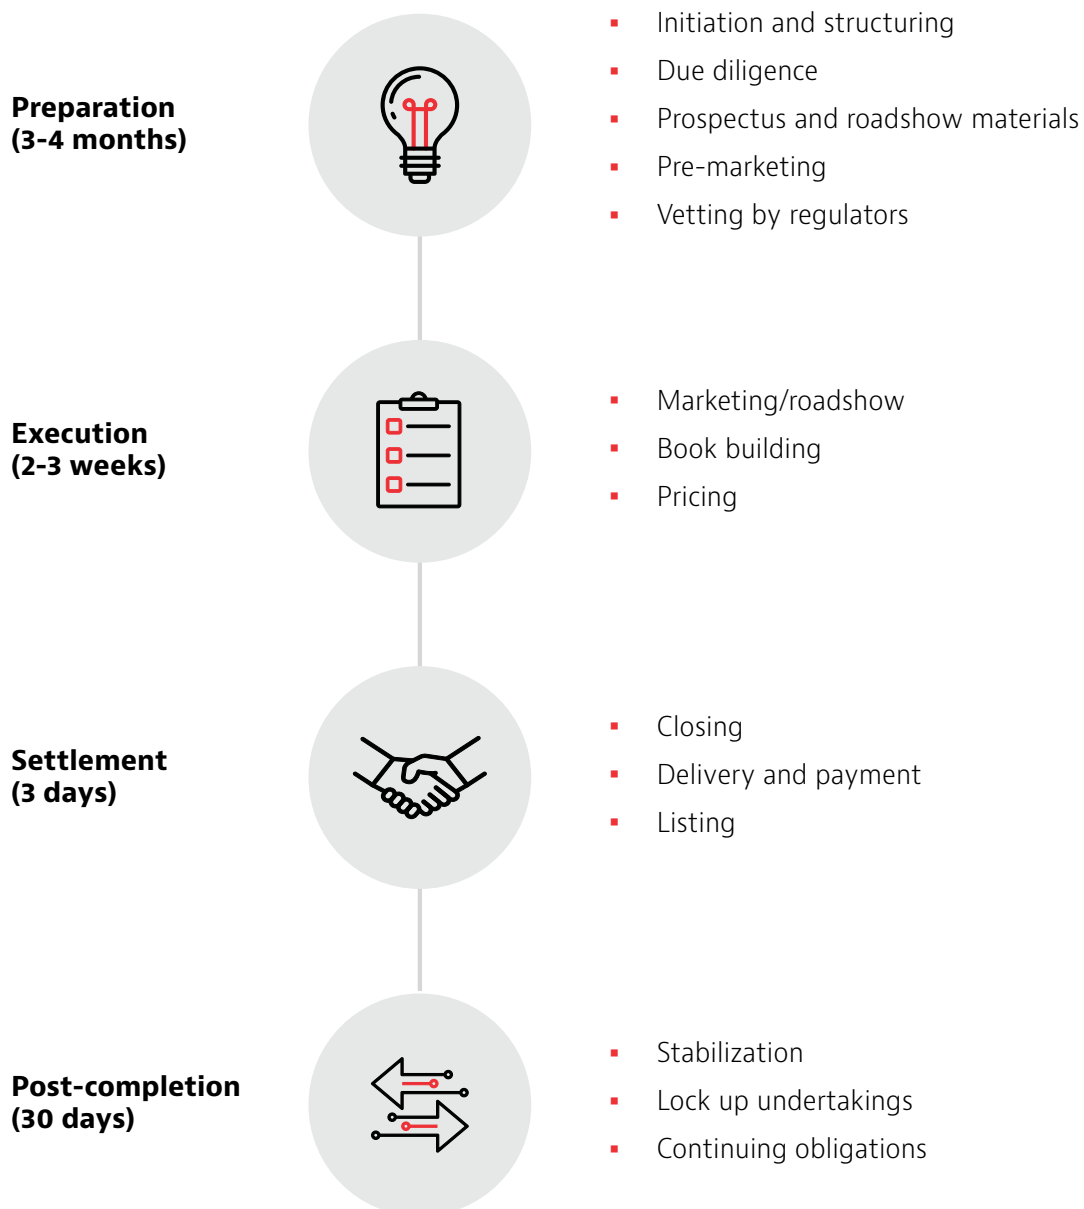 Preparation
(3-4 months)
Initiation and structuring
Due diligence
Prospectus and roadshow materials
Pre-marketing
Vetting by regulators
Execution
(2-3 weeks)
Marketing/roadshow
Book building
Pricing
Settlement
(3 days)
Closing
Delivery and payment
Listing
Post-completion
(30 days)
Stabilization
Lock up undertakings
Continuing obligations